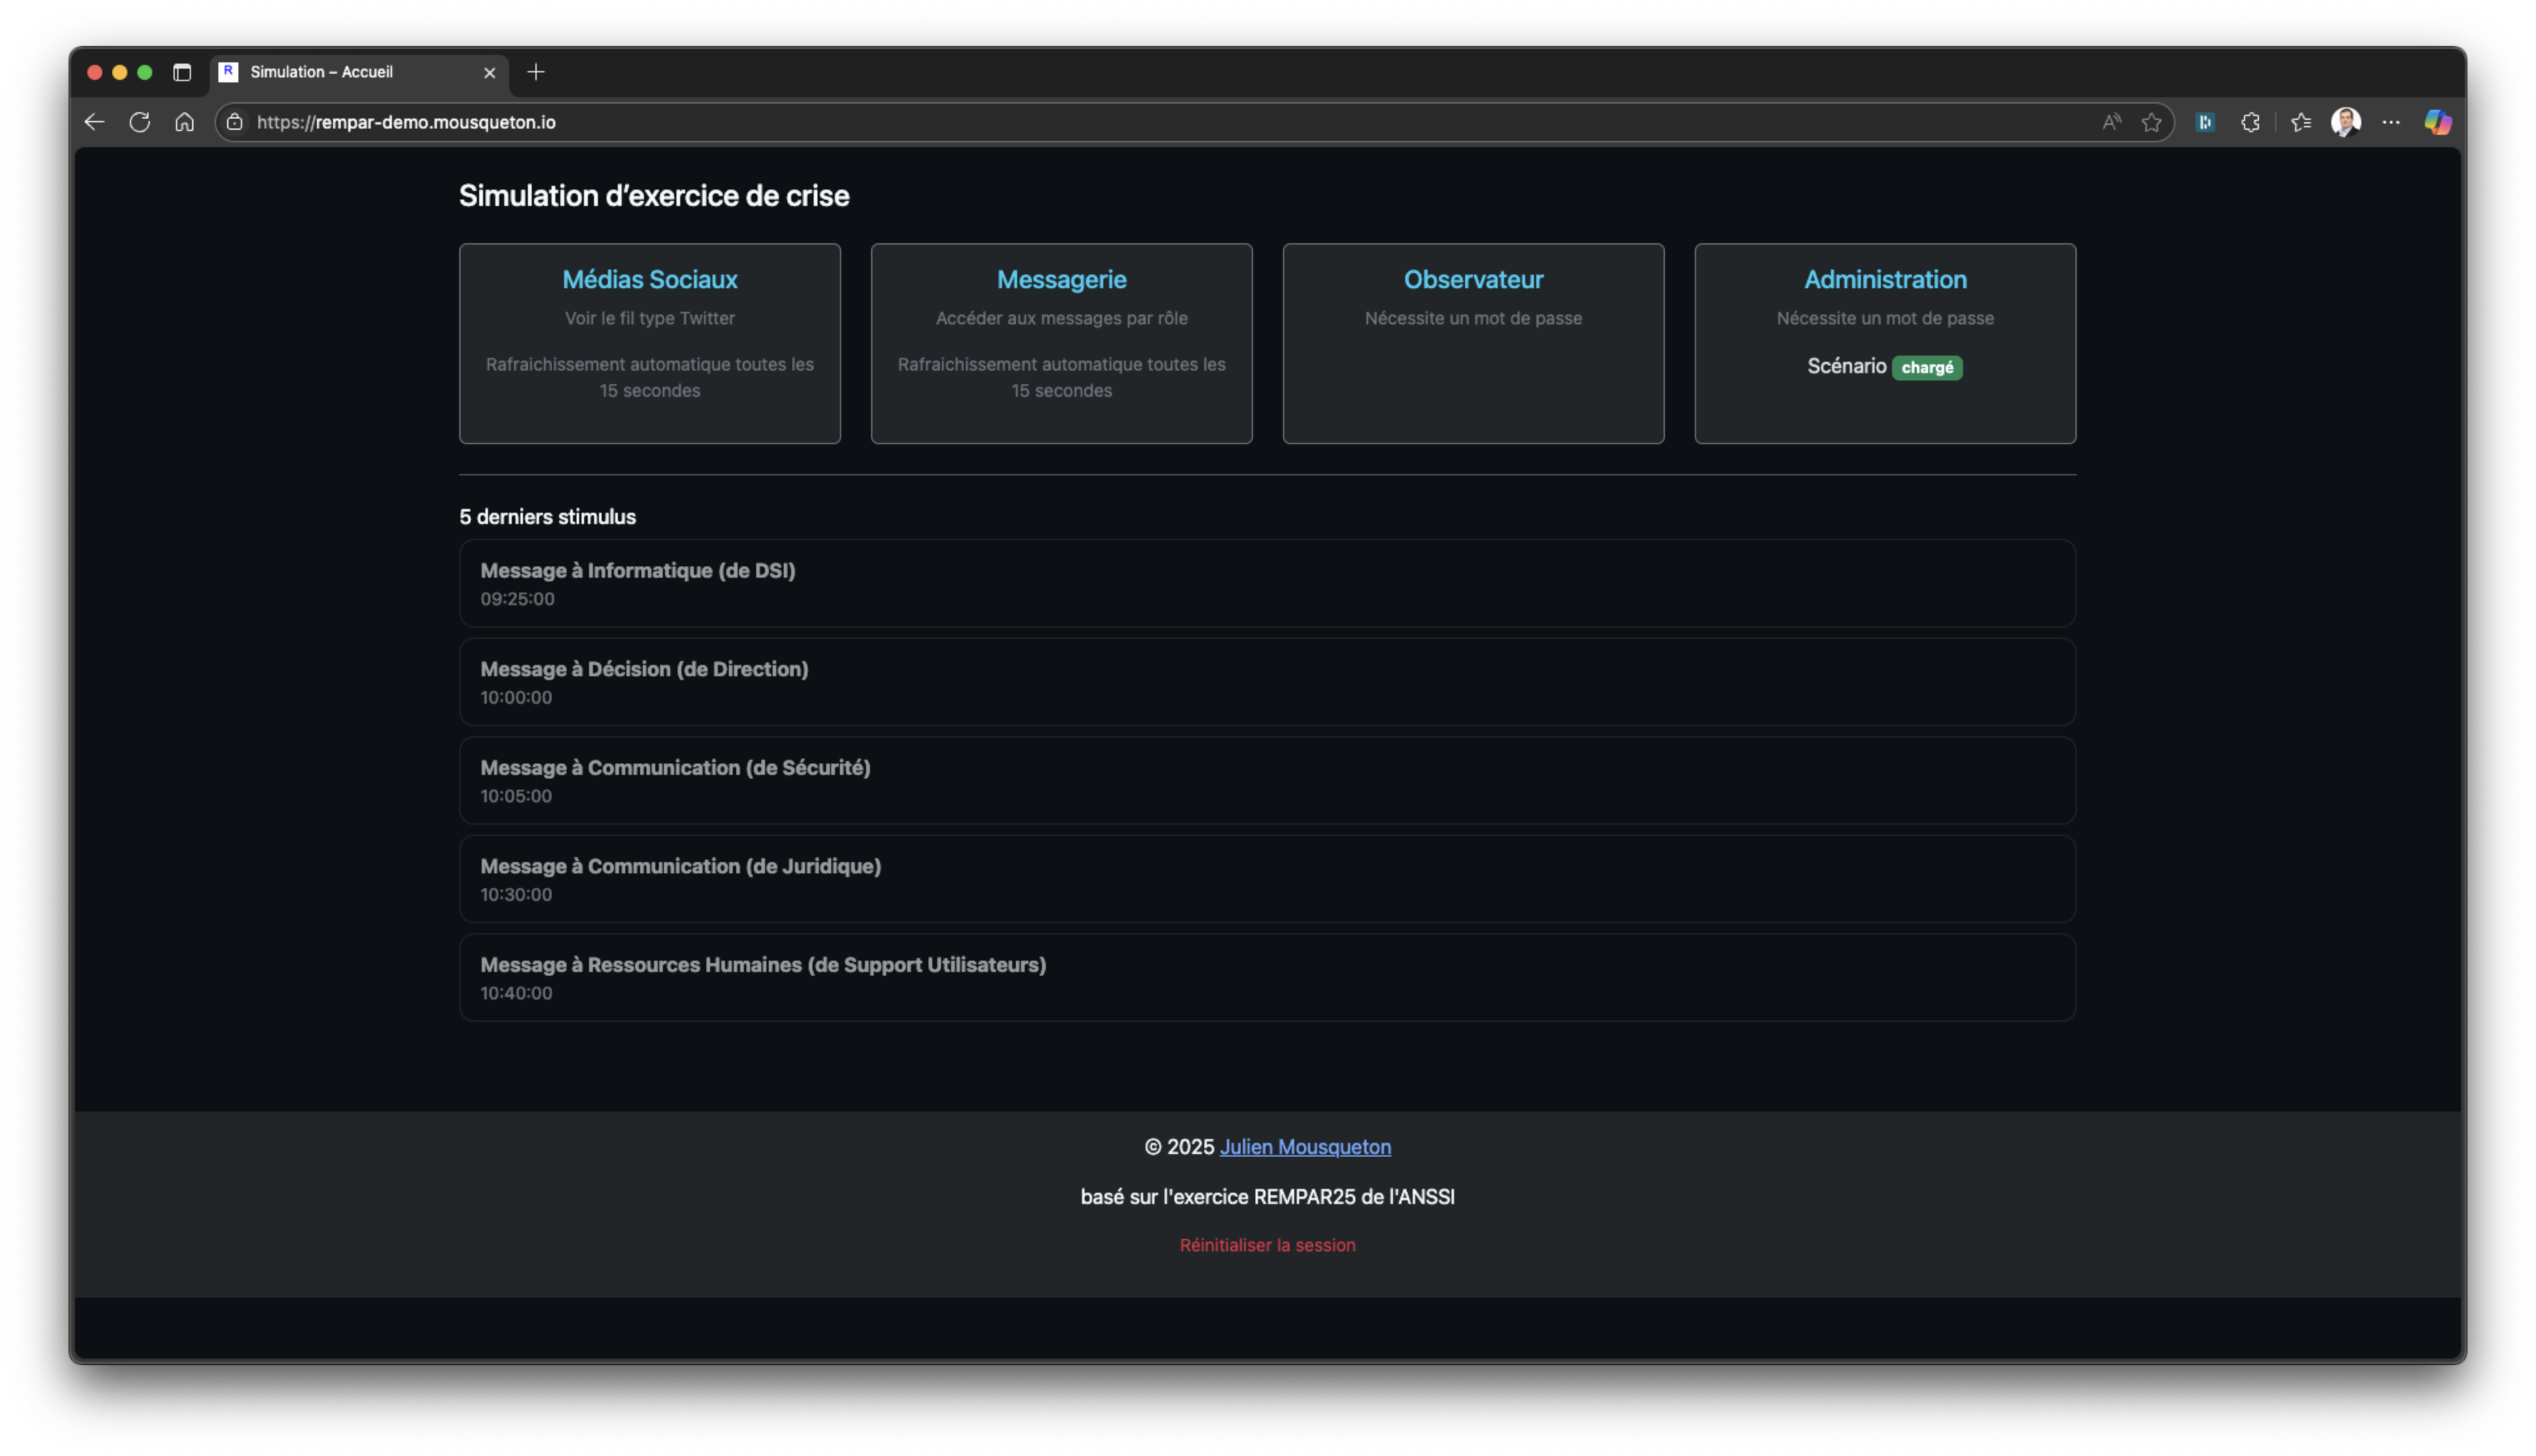 R Simulation – Accueil
https://rempar-demo.mousqueton.io
Simulation d’exercice de crise
Médias Sociaux
Voir le fil type Twitter
Rafraichissement automatique toutes les
15 secondes
Messagerie
Accéder aux messages par rôle
Rafraichissement automatique toutes les
15 secondes
Observateur
Nécessite un mot de passe
Administration
Nécessite un mot de passe
Scénario chargé
5 derniers stimulus
Message à Informatique (de DSI)
09:25:00
Message à Décision (de Direction)
10:00:00
Message à Communication (de Sécurité)
10:05:00
Message à Communication (de Juridique)
10:30:00
Message à Ressources Humaines (de Support Utilisateurs)
10:40:00
© 2025 Julien Mousqueton
basé sur l'exercice REMPAR25 de l'ANSSI
Réinitialiser la session